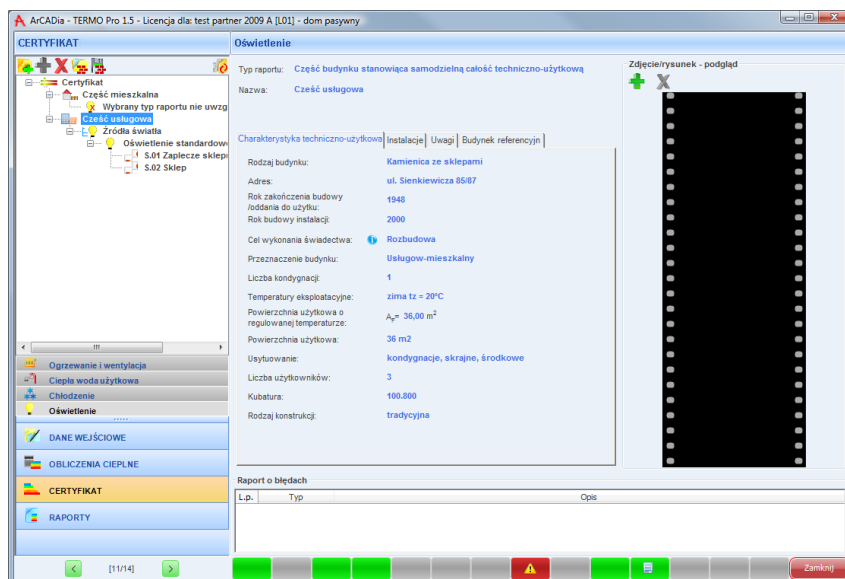 ArCADia - TERMO Pro 1.5 - Licencja dla: test partner 2009 A [L01] - dom pasywny
CERTYFIKAT
Certyfikat
Część mieszkalna
Wybrany typ raportu nie uwzg
Cześć usługowa
Źródła światła
Oświetlenie standardow
S.01 Zaplecze sklepu
S.02 Sklep
Ogrzewanie i wentylacja
Ciepła woda użytkowa
Chłodzenie
Oświetlenie
DANE WEJŚCIOWE
OBLICZENIA CIEPLNE
CERTYFIKAT
RAPORTY
[11/14]
Oświetlenie
Typ raportu: Część budynku stanowiąca samodzielną całość techniczno-użytkową
Nazwa: Cześć usługowa
Charakterystyka techniczno-użytkowa Instalacje Uwagi Budynek referencyjn
Rodzaj budynku: Kamienica ze sklepami
Adres: ul. Sienkiewicza 85/87
Rok zakończenia budowy
/oddania do użytku: 1948
Rok budowy instalacji: 2000
Cel wykonania świadectwa: Rozbudowa
Przeznaczenie budynku: Usługow-mieszkalny
Liczba kondygnacji: 1
Temperatury eksploatacyjne: zima tz = 20°C
Powierzchnia użytkowa o
regulowanej temperaturze: AF= 36,00 m²
Powierzchnia użytkowa: 36 m2
Usytuowanie: kondygnacje, skrajne, środkowe
Liczba użytkowników: 3
Kubatura: 100.800
Rodzaj konstrukcji: tradycyjna
Zdjęcie/rysunek - podgląd
Raport o błędach
L.p. Typ Opis
Zamknij